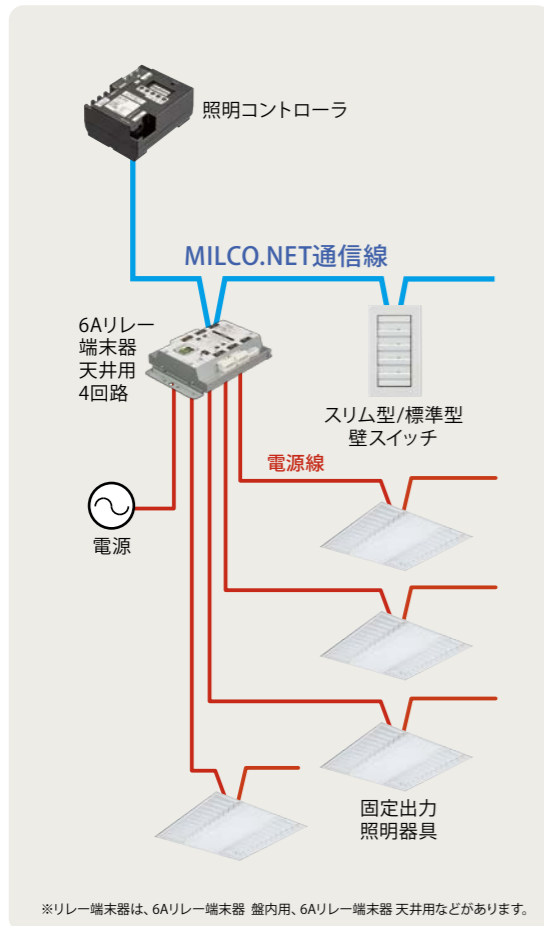 照明コントローラ
MILCO.NET通信線
6Aリレー
端末器
天井用
4回路
スリム型/標準型
壁スイッチ
電源線
電源
固定出力
照明器具
※リレー端末器は、6Aリレー端末器 盤内用、6Aリレー端末器 天井用などがあります。